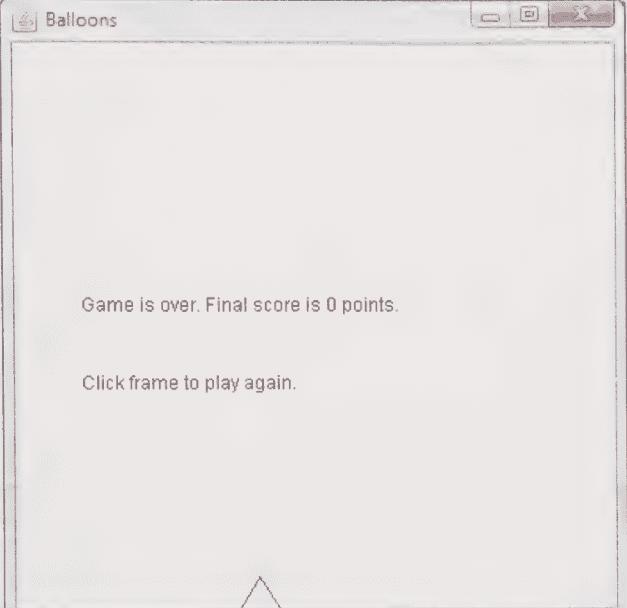 Balloons
Game is over. Final score is 0 points.
Click frame to play again.